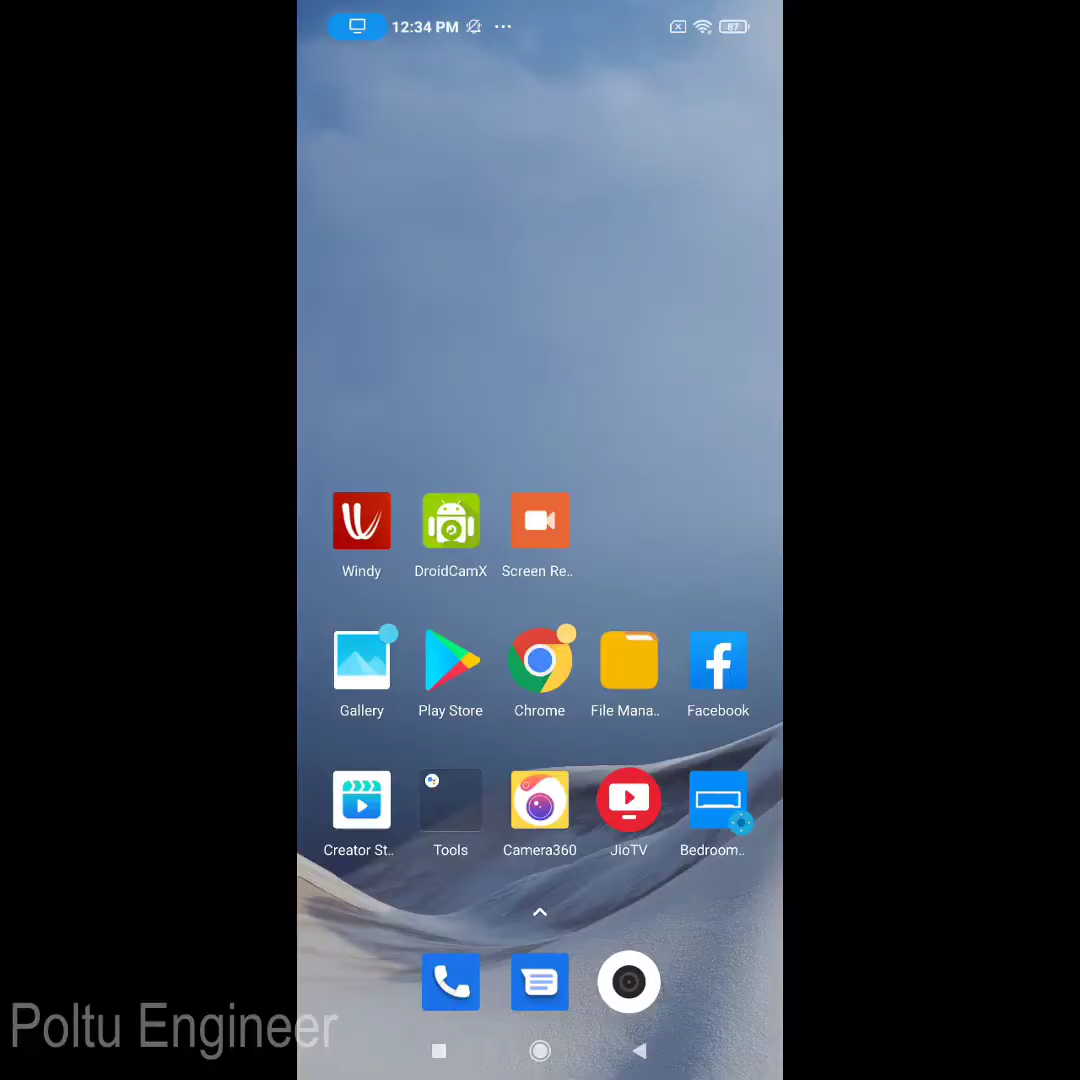 12:34 PM
87
Windy
DroidCamX
Screen Re..
Gallery
Play Store
Chrome
File Mana..
Facebook
Creator St..
Tools
Camera360
JioTV
Bedroom..
Poltu Engineer